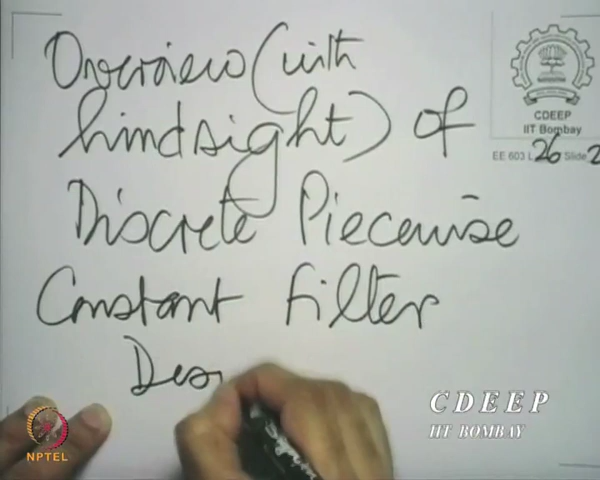 Overview (with
hindsight) of
Discrete Piecewise
Constant Filter
Des
CDEEP
IIT Bombay
EE 603 L 26 Slide 2
NPTEL
CDEEP
IIT BOMBAY